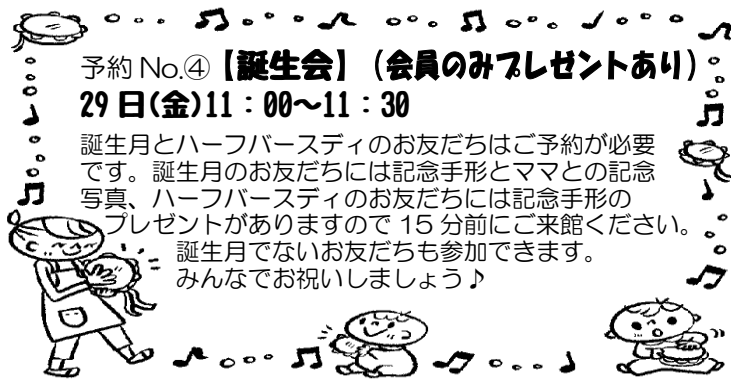 予約 No.④【誕生会】(会員のみプレゼントあり)
29日(金)11:00~11:30
誕生月とハーフバースディのお友だちはご予約が必要
です。誕生月のお友だちには記念手形とママとの記念
写真、ハーフバースディのお友だちには記念手形の
プレゼントがありますので 15 分前にご来館ください。
誕生月でないお友だちも参加できます。
みんなでお祝いしましょう♪